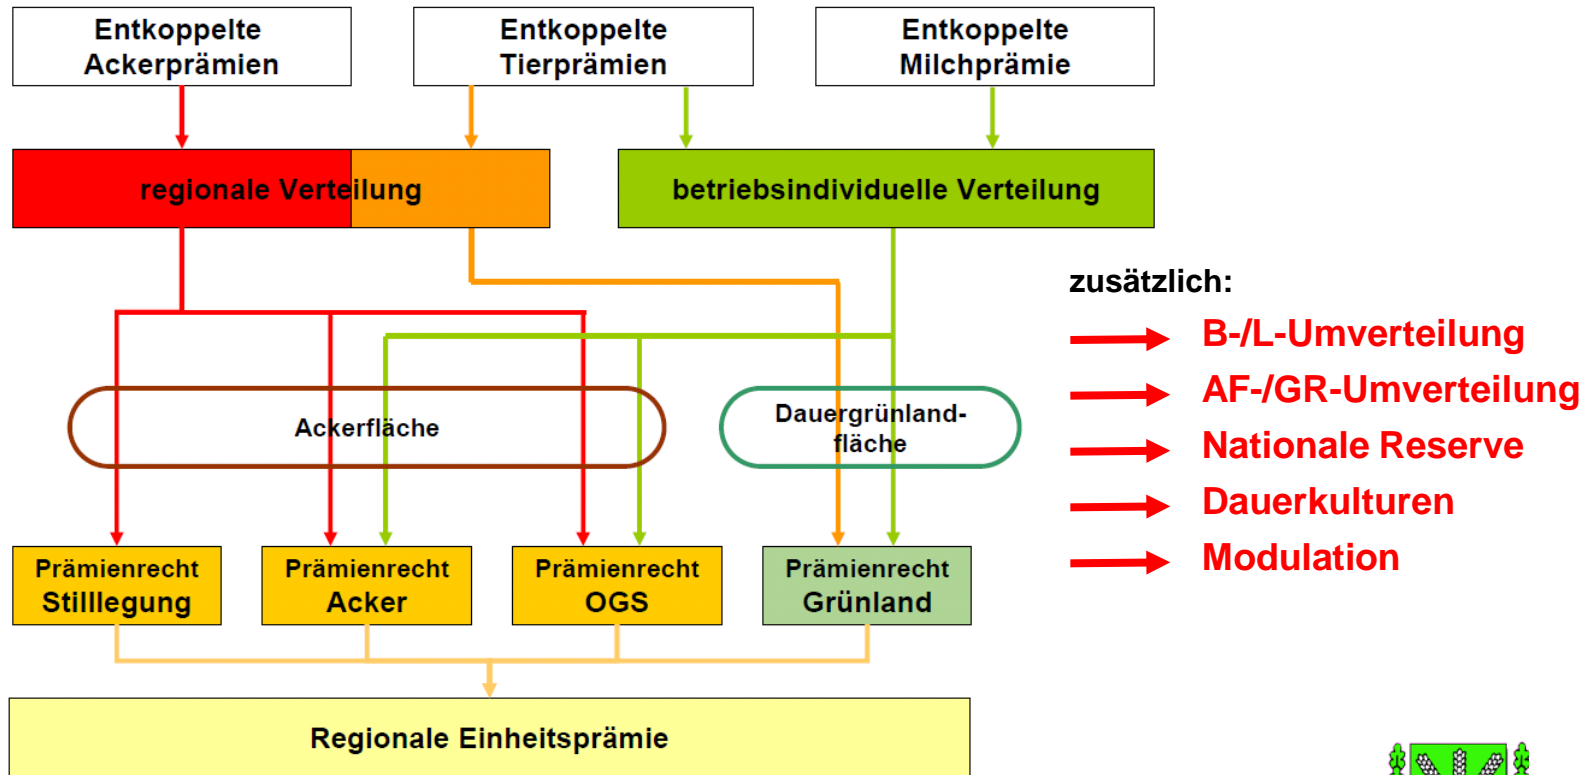 Entkoppelte
Ackerprämien
Entkoppelte
Tierprämien
Entkoppelte
Milchprämie
regionale Verteilung
betriebsindividuelle Verteilung
zusätzlich:
B-/L-Umverteilung
AF-/GR-Umverteilung
Nationale Reserve
Dauerkulturen
Modulation
Ackerfläche
Dauergrünland-
fläche
Prämienrecht
Stilllegung
Prämienrecht
Acker
Prämienrecht
OGS
Prämienrecht
Grünland
Regionale Einheitsprämie